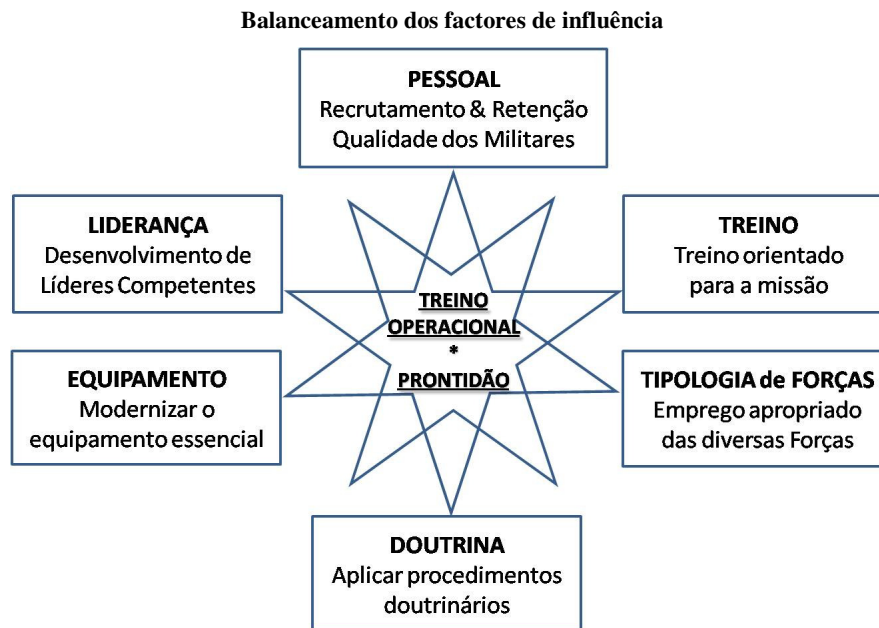 Balanceamento dos factores de influência
PESSOAL
Recrutamento & Retenção
Qualidade dos Militares
LIDERANÇA
Desenvolvimento de
Líderes Competentes
TREINO
Treino orientado
para a missão
TREINO
OPERACIONAL
*
PRONTIDÃO
EQUIPAMENTO
Modernizar o
equipamento essencial
TIPOLOGIA de FORÇAS
Emprego apropriado
das diversas Forças
DOUTRINA
Aplicar procedimentos
doutrinários